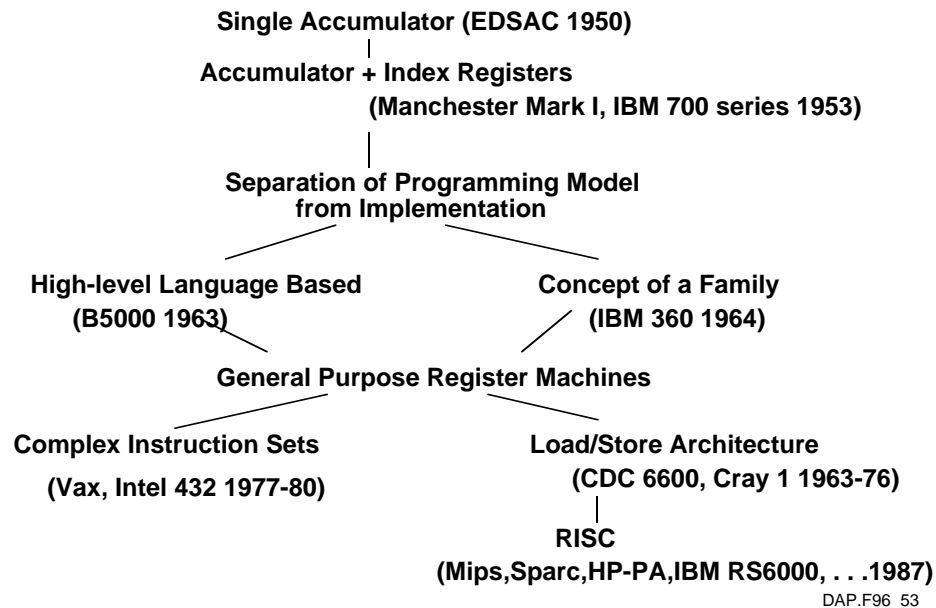 Single Accumulator (EDSAC 1950)
Accumulator + Index Registers
(Manchester Mark I, IBM 700 series 1953)
Separation of Programming Model
from Implementation
High-level Language Based
Concept of a Family
(B5000 1963)
(IBM 360 1964)
General Purpose Register Machines
Complex Instruction Sets
Load/Store Architecture
(Vax, Intel 432 1977-80)
(CDC 6600, Cray 1 1963-76)
RISC
(Mips,Sparc,HP-PA,IBM RS6000, . . .1987)
DAP.F96 53